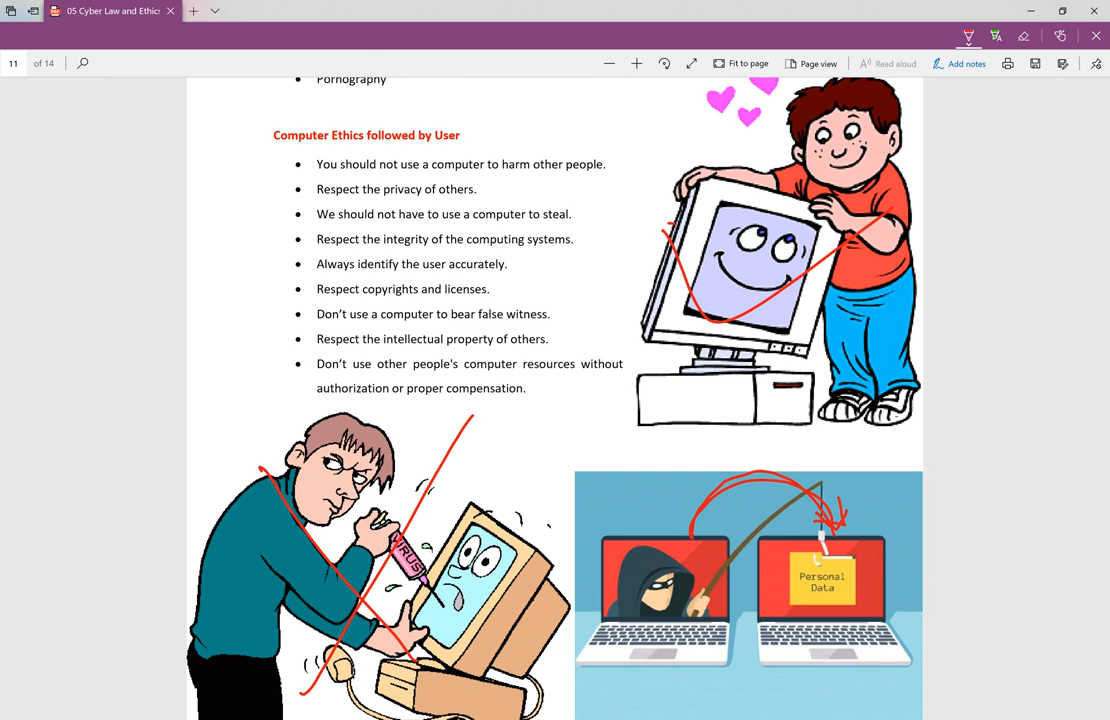 05 Cyber Law and Ethic
11 of 14
Fit to page
Page view
Read aloud
Add notes
Pornography
Computer Ethics followed by User
• You should not use a computer to harm other people.
• Respect the privacy of others.
• We should not have to use a computer to steal.
• Respect the integrity of the computing systems.
• Always identify the user accurately.
• Respect copyrights and licenses.
• Don’t use a computer to bear false witness.
• Respect the intellectual property of others.
• Don’t use other people's computer resources without
authorization or proper compensation.
VIRUS
Personal
Data